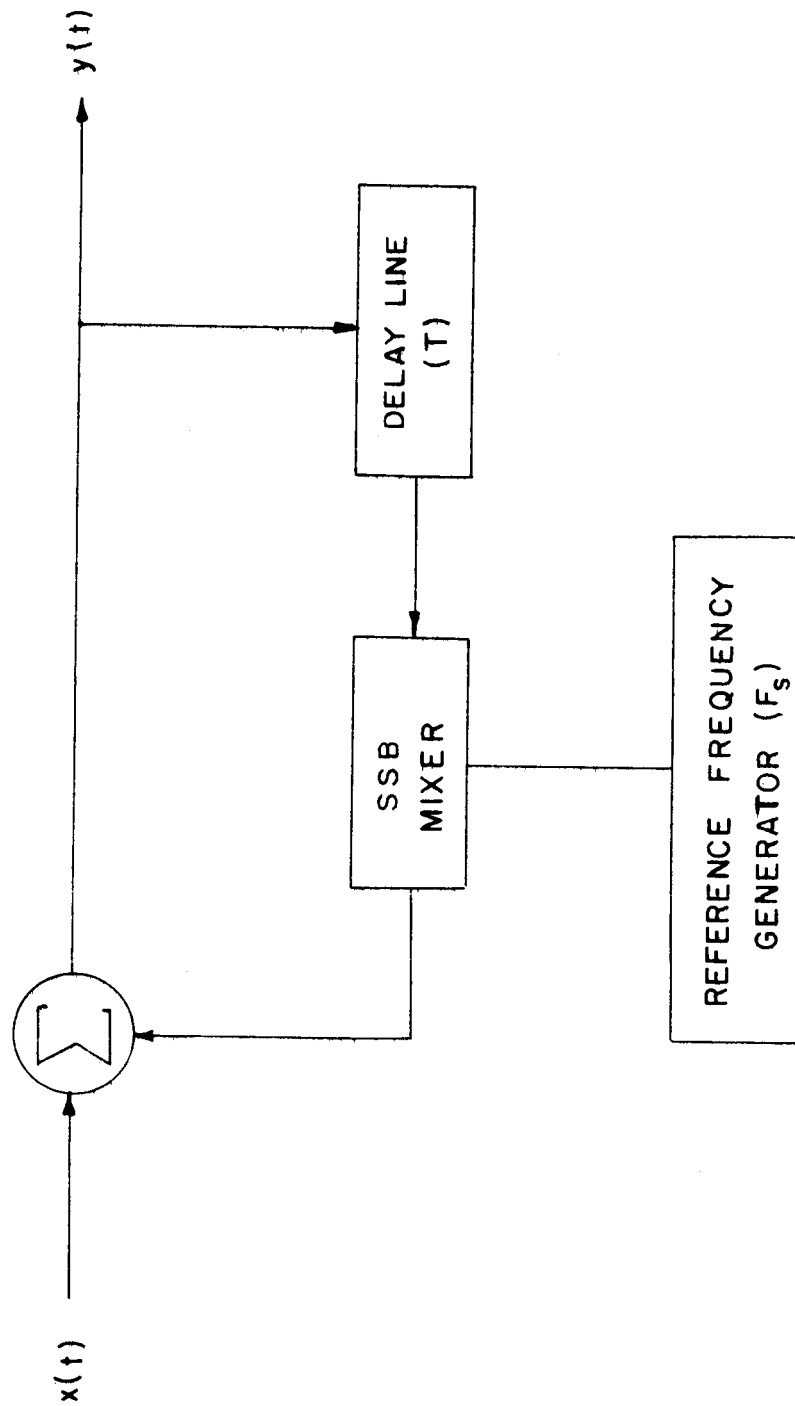 x(t)
Σ
y(t)
DELAY LINE
(T)
SSB
MIXER
REFERENCE FREQUENCY
GENERATOR (Fs)